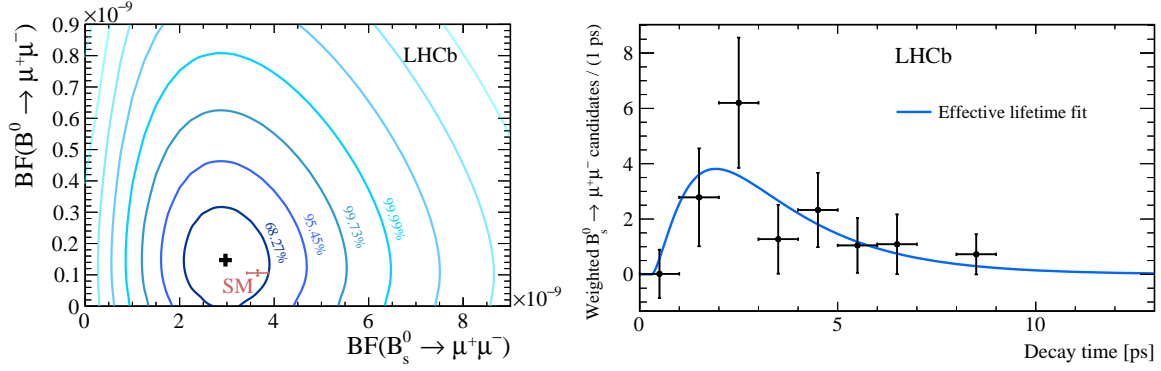 ×10⁻⁹
0.9
0.8
0.7
0.6
0.5
0.4
0.3
0.2
0.1
0
BF(B⁰ → μ⁺μ⁻)
LHCb
68.27%
95.45%
99.73%
99.99%
SM
0 2 4 6 8
×10⁻⁹
BF(B⁰ₛ → μ⁺μ⁻)
Weighted B⁰ₛ → μ⁺μ⁻ candidates / (1 ps)
8
6
4
2
0
LHCb
Effective lifetime fit
0 5 10
Decay time [ps]